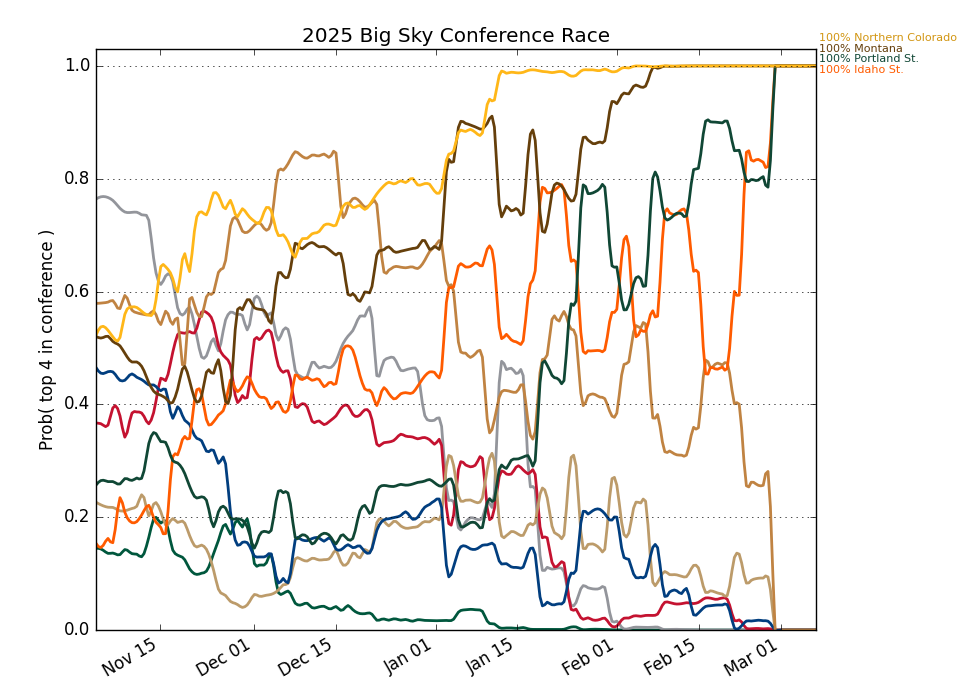 2025 Big Sky Conference Race
100% Northern Colorado
100% Montana
100% Portland St.
100% Idaho St.
Prob( top 4 in conference )
1.0
0.8
0.6
0.4
0.2
0.0
Nov 15
Dec 01
Dec 15
Jan 01
Jan 15
Feb 01
Feb 15
Mar 01